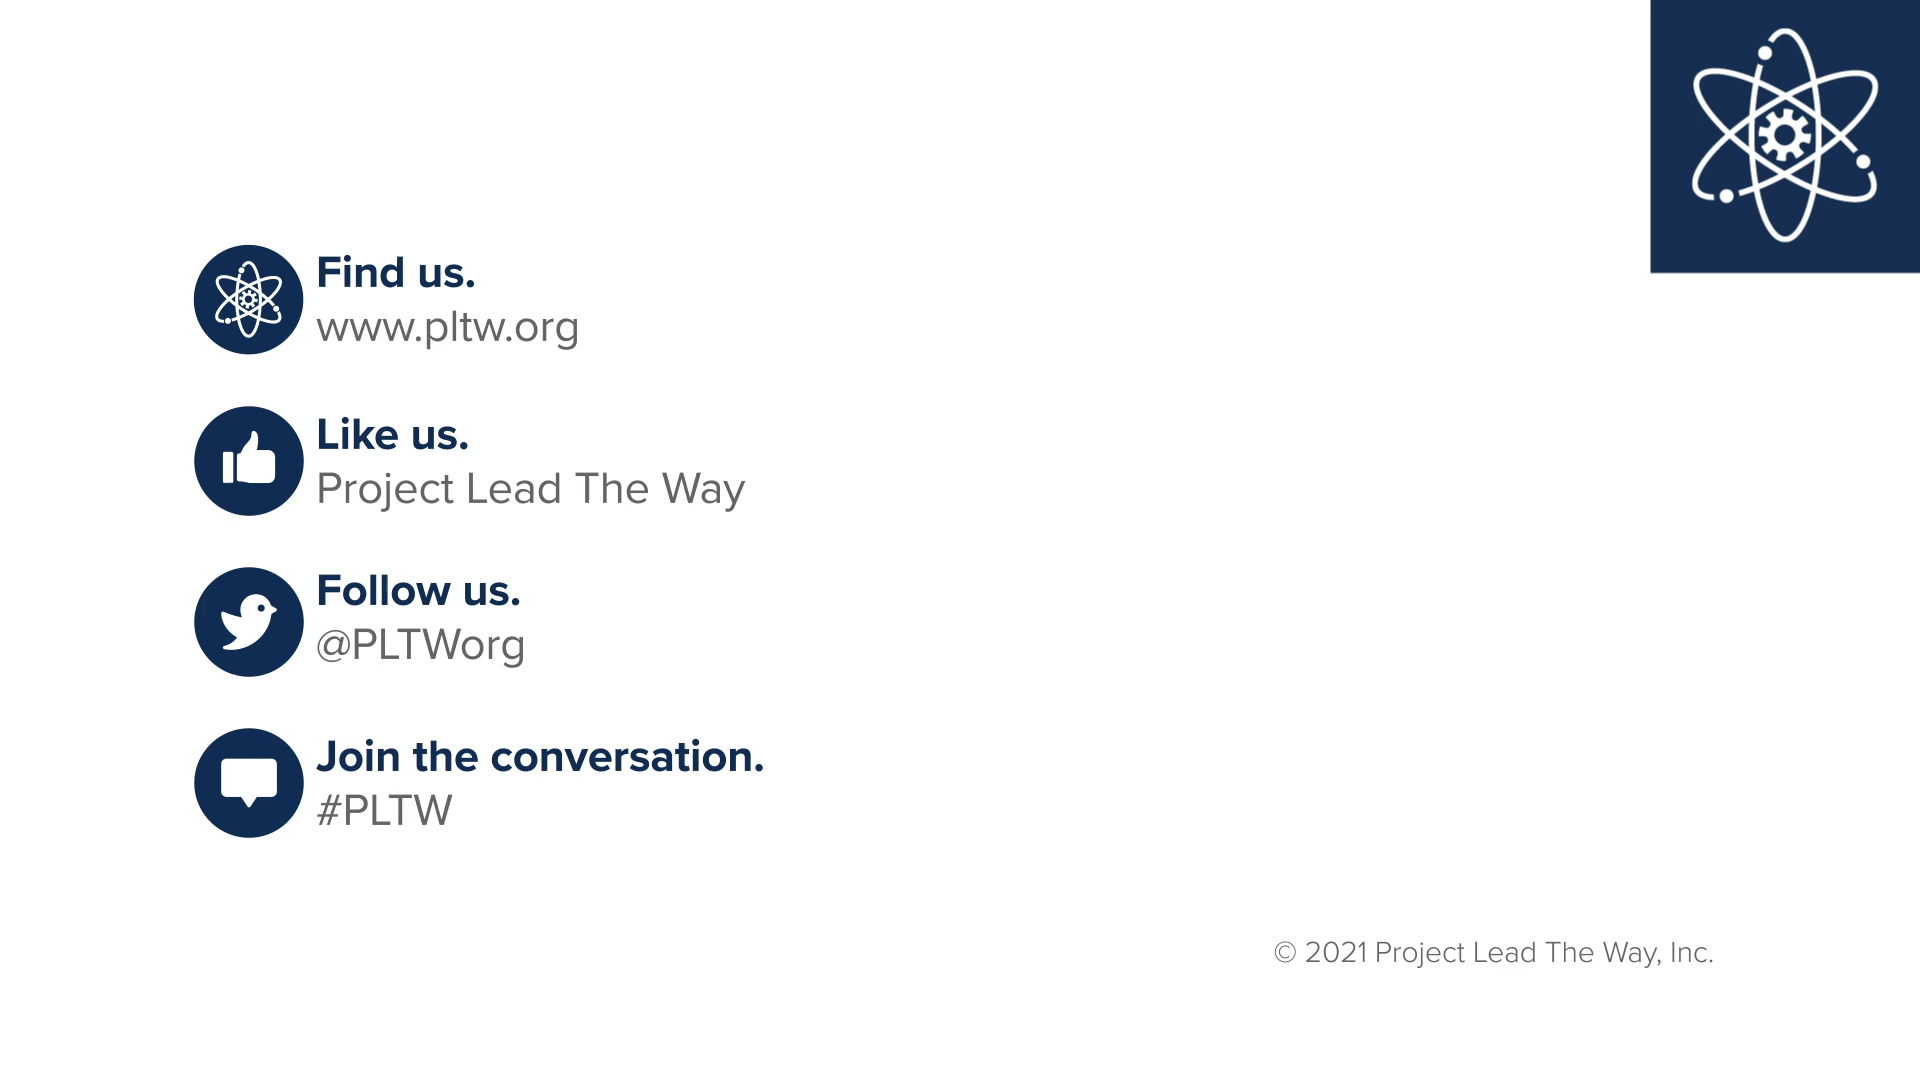 Find us.
www.pltw.org
Like us.
Project Lead The Way
Follow us.
@PLTWorg
Join the conversation.
#PLTW
© 2021 Project Lead The Way, Inc.